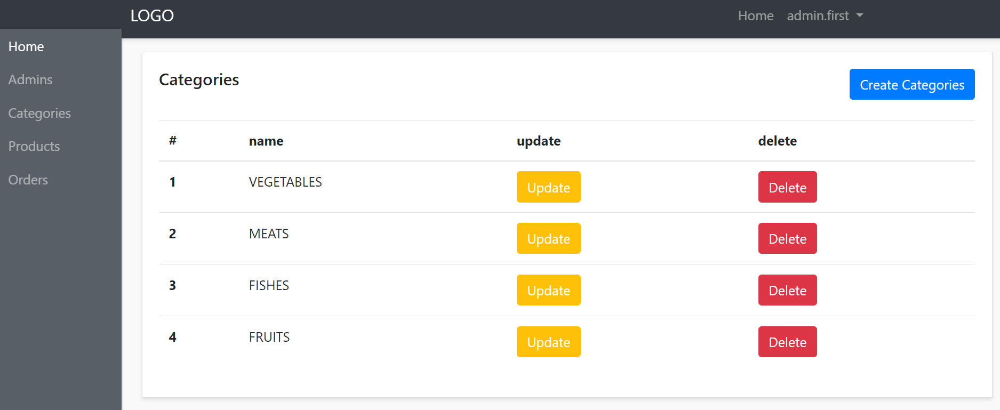 LOGO Home admin.first
Home
Admins
Categories
Products
Orders
Categories Create Categories
# name update delete
1 VEGETABLES Update Delete
2 MEATS Update Delete
3 FISHES Update Delete
4 FRUITS Update Delete